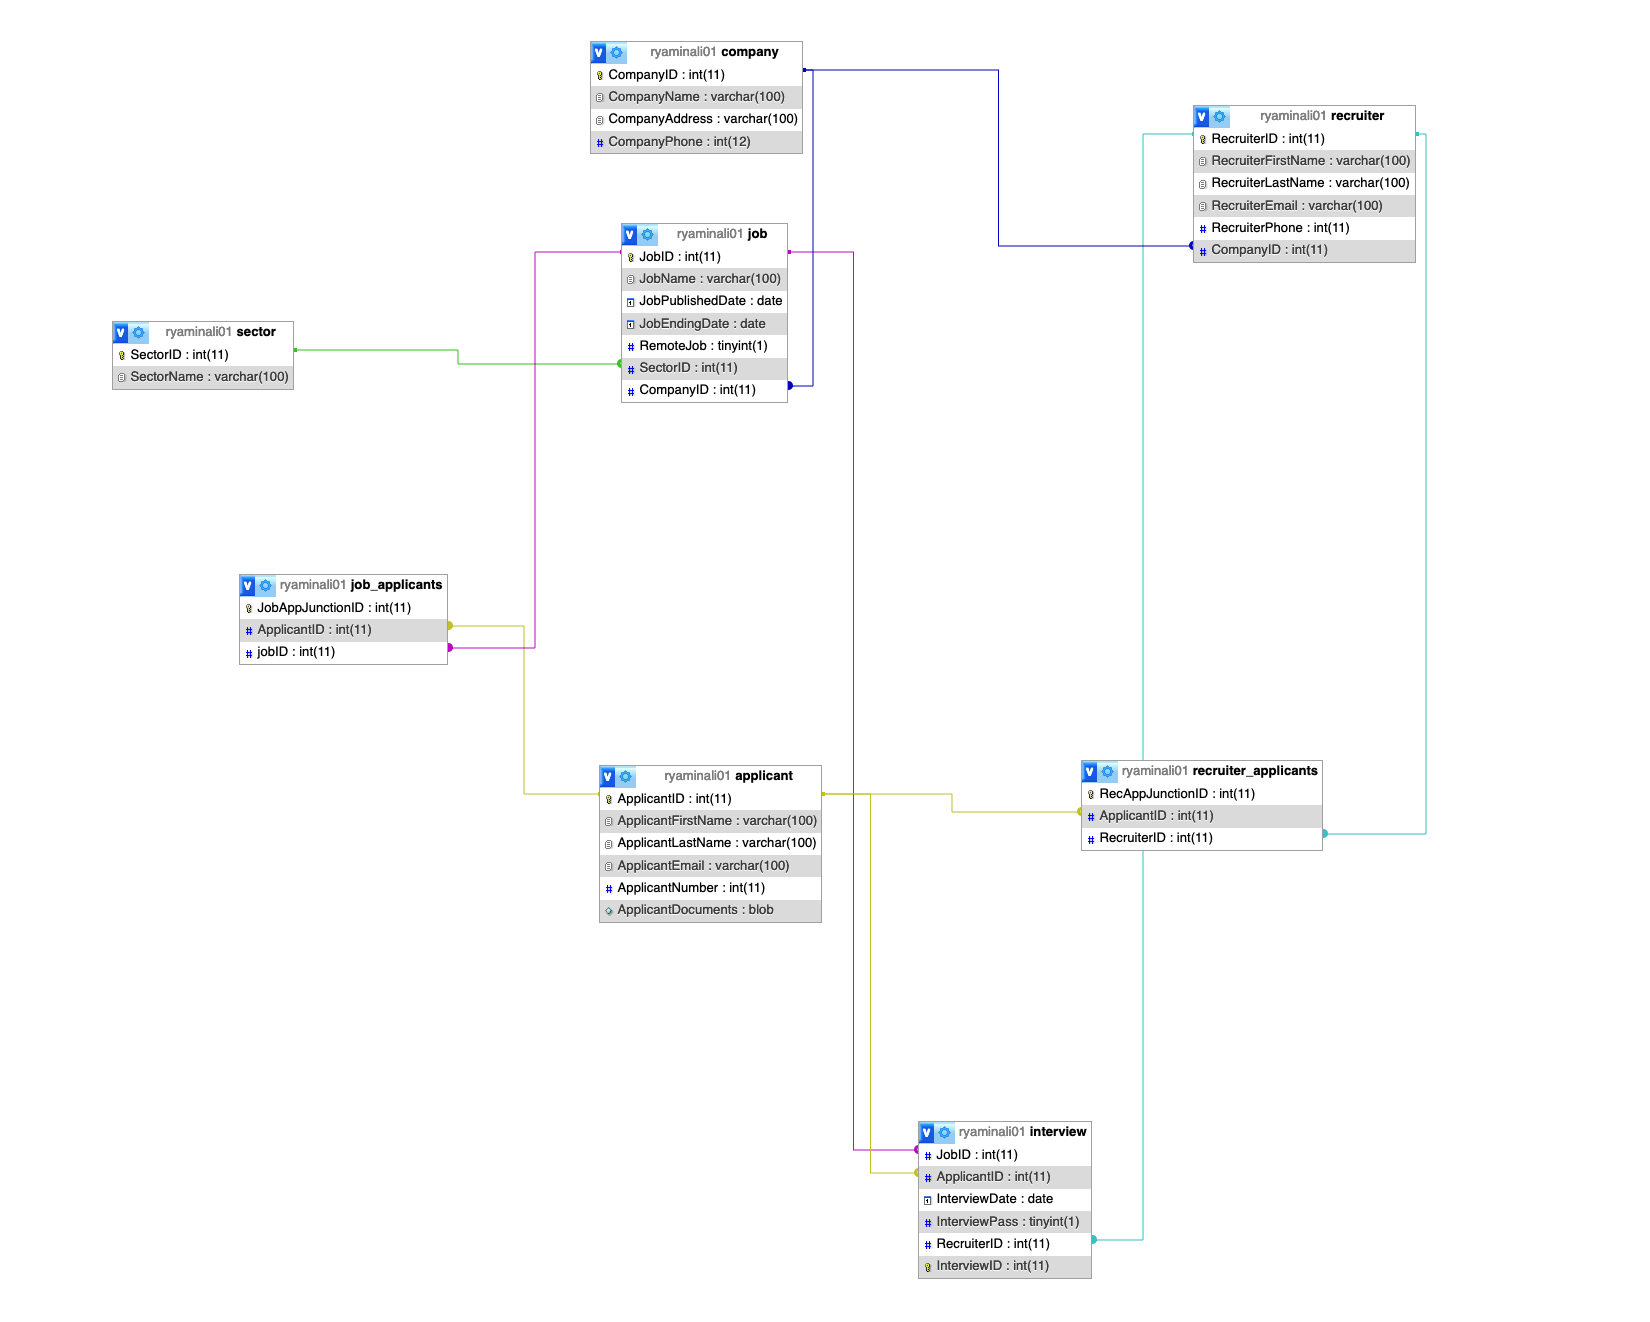 ryaminali01 company
CompanyID : int(11)
CompanyName : varchar(100)
CompanyAddress : varchar(100)
# CompanyPhone : int(12)
ryaminali01 recruiter
RecruiterID : int(11)
RecruiterFirstName : varchar(100)
RecruiterLastName : varchar(100)
RecruiterEmail : varchar(100)
# RecruiterPhone : int(11)
# CompanyID : int(11)
ryaminali01 job
JobID : int(11)
JobName : varchar(100)
JobPublishedDate : date
JobEndingDate : date
# RemoteJob : tinyint(1)
# SectorID : int(11)
# CompanyID : int(11)
ryaminali01 sector
SectorID : int(11)
SectorName : varchar(100)
ryaminali01 job_applicants
JobAppJunctionID : int(11)
# ApplicantID : int(11)
# jobID : int(11)
ryaminali01 applicant
ApplicantID : int(11)
ApplicantFirstName : varchar(100)
ApplicantLastName : varchar(100)
ApplicantEmail : varchar(100)
# ApplicantNumber : int(11)
ApplicantDocuments : blob
ryaminali01 recruiter_applicants
RecAppJunctionID : int(11)
# ApplicantID : int(11)
# RecruiterID : int(11)
ryaminali01 interview
# JobID : int(11)
# ApplicantID : int(11)
InterviewDate : date
# InterviewPass : tinyint(1)
# RecruiterID : int(11)
InterviewID : int(11)